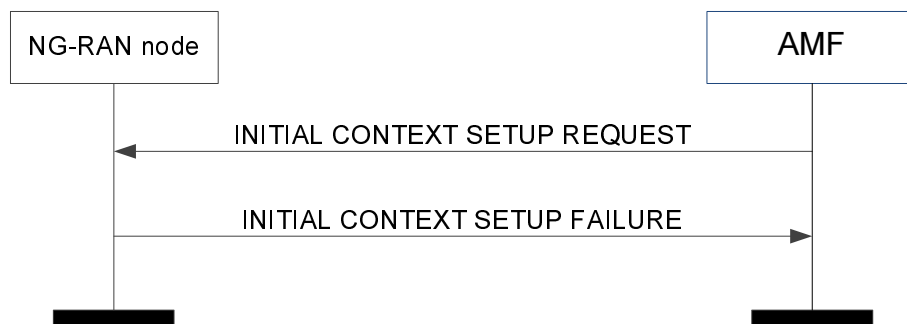 NG-RAN node
AMF
INITIAL CONTEXT SETUP REQUEST
INITIAL CONTEXT SETUP FAILURE